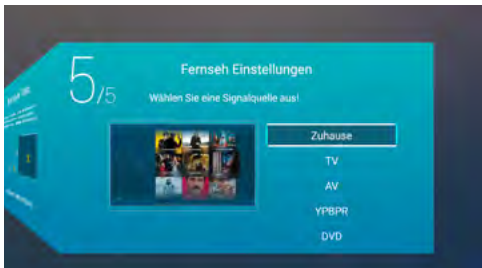 5/5
Fernseh Einstellungen
Wählen Sie eine Signalquelle aus!
Zuhause
TV
AV
YPBPR
DVD